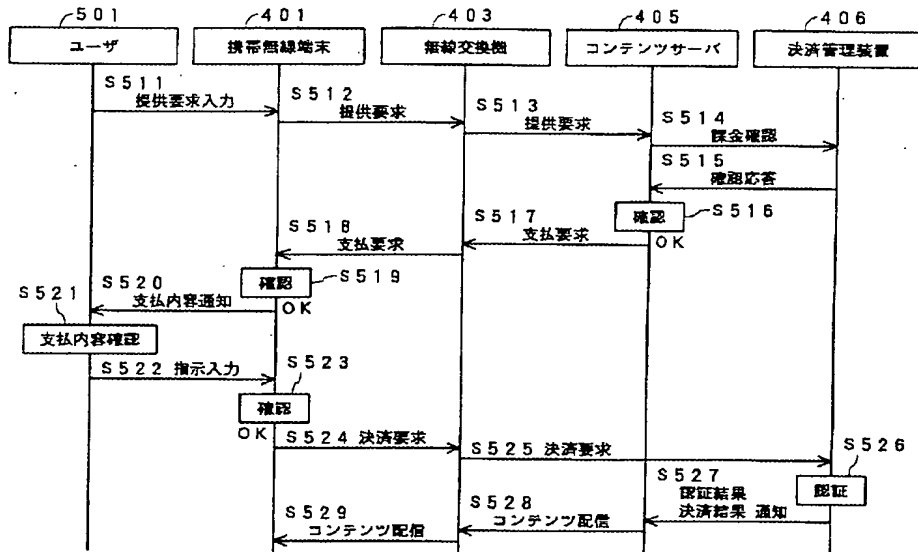 501
401
403
405
406
ユーザ
携帯無線端末
無線交換機
コンテンツサーバ
決済管理装置
S511
提供要求入力
S512
提供要求
S513
提供要求
S514
課金確認
S515
確認応答
確認
S516
OK
S517
支払要求
S518
支払要求
確認
S519
OK
S520
支払内容通知
S521
支払内容確認
S522 指示入力
S523
確認
OK
S524 決済要求
S525 決済要求
S526
認証
S527
認証結果
決済結果 通知
S528
コンテンツ配信
S529
コンテンツ配信